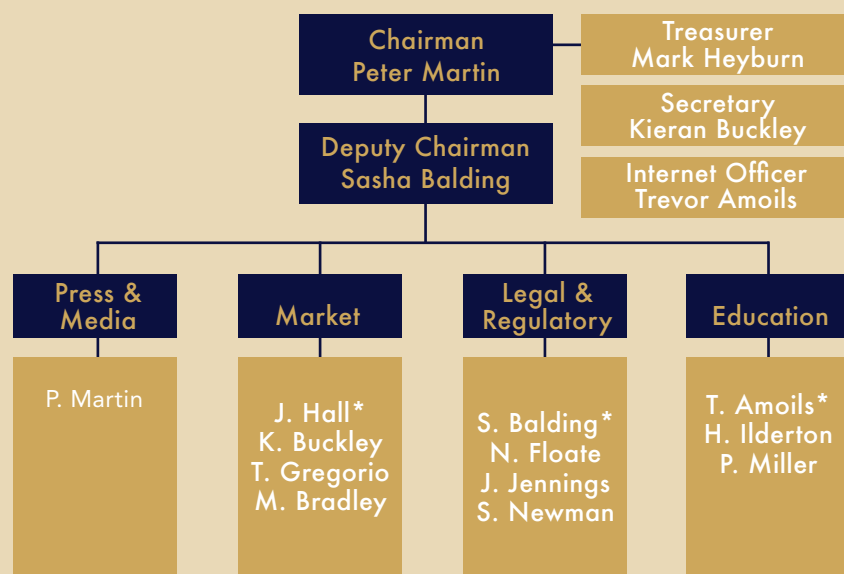 Chairman
Peter Martin
Treasurer
Mark Heyburn
Secretary
Kieran Buckley
Internet Officer
Trevor Amoils
Deputy Chairman
Sasha Balding
Press &
Media
Market
Legal &
Regulatory
Education
P. Martin
J. Hall*
K. Buckley
T. Gregorio
M. Bradley
S. Balding*
N. Floate
J. Jennings
S. Newman
T. Amoils*
H. Ilderton
P. Miller